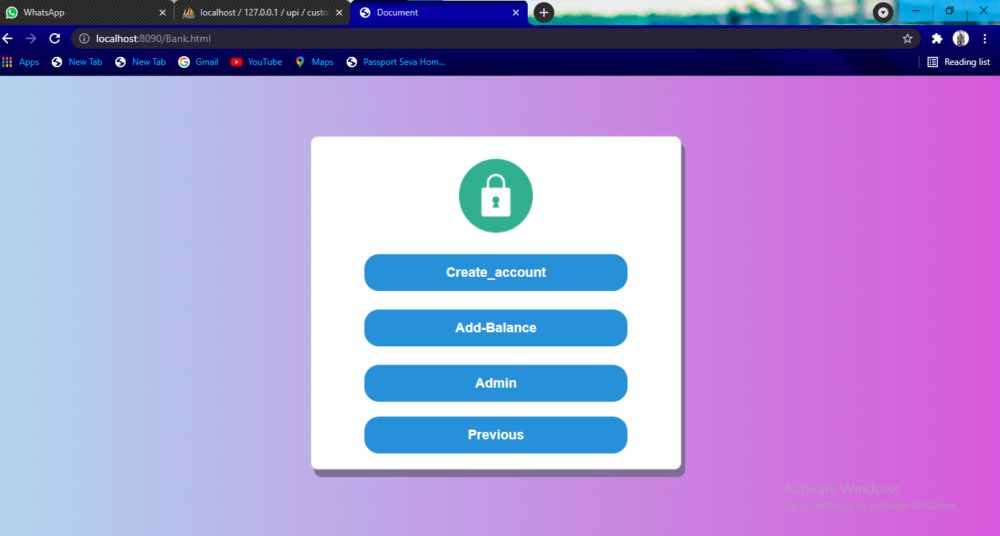 WhatsApp
localhost / 127.0.0.1 / upi / custo
Document
localhost:8090/Bank.html
Apps
New Tab
New Tab
Gmail
YouTube
Maps
Passport Seva Hom...
Reading list
Create_account
Add-Balance
Admin
Previous
Activate Windows
Go to Settings to activate Windows.